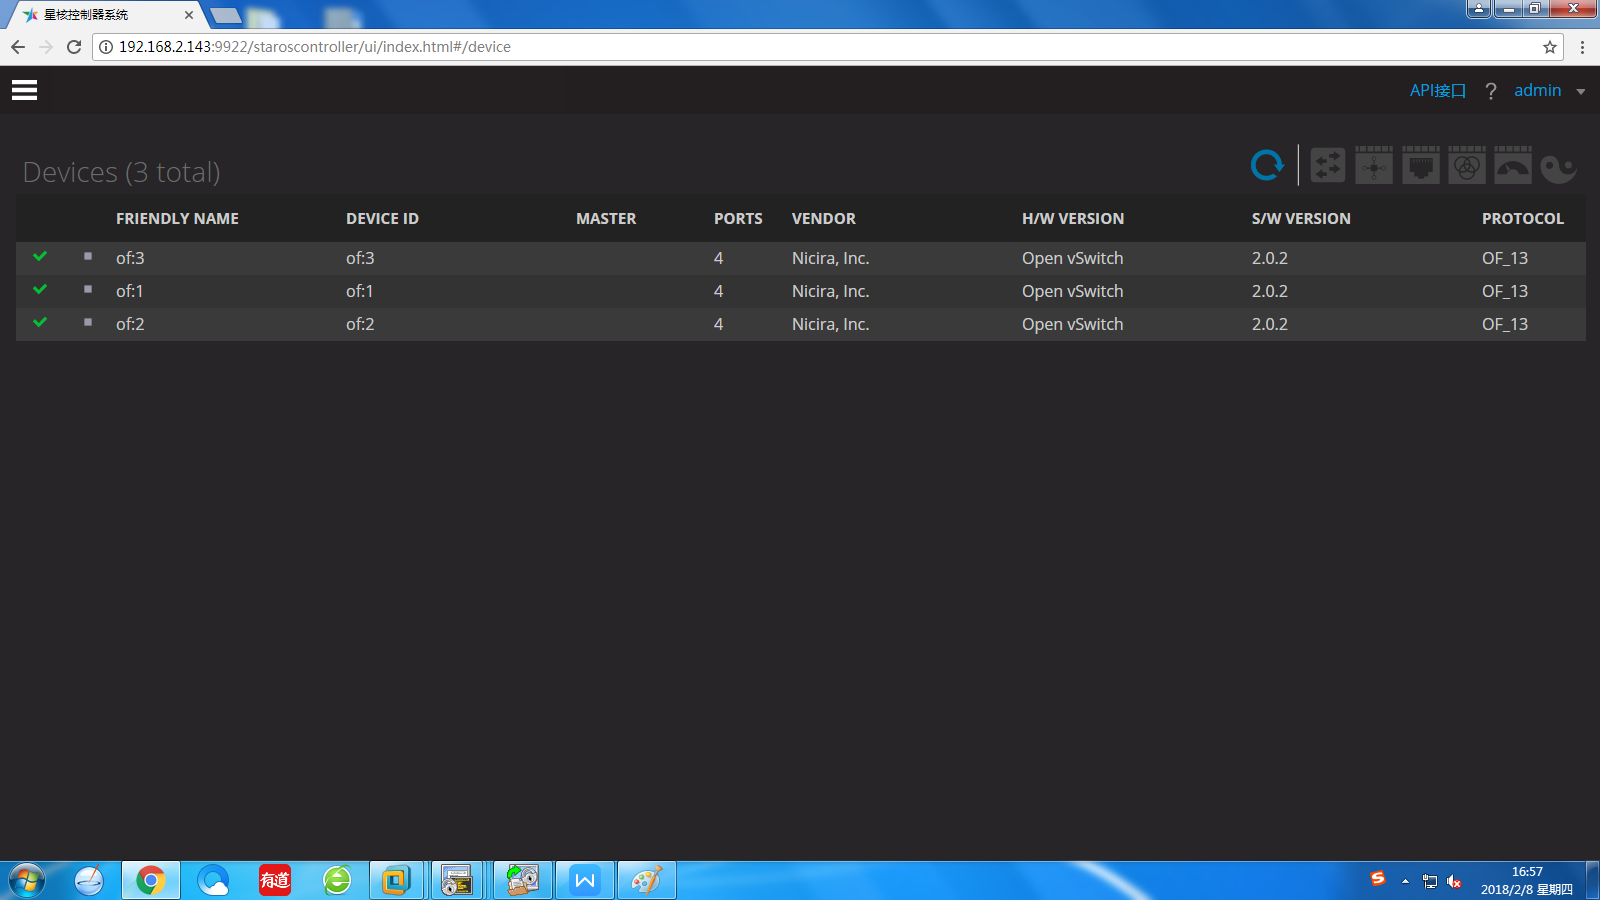 星核控制器系统
192.168.2.143:9922/staroscontroller/ui/index.html#/device
API接口 ? admin
Devices (3 total)
FRIENDLY NAME DEVICE ID MASTER PORTS VENDOR H/W VERSION S/W VERSION PROTOCOL
of:3 of:3 4 Nicira, Inc. Open vSwitch 2.0.2 OF_13
of:1 of:1 4 Nicira, Inc. Open vSwitch 2.0.2 OF_13
of:2 of:2 4 Nicira, Inc. Open vSwitch 2.0.2 OF_13
有道
16:57
2018/2/8 星期四